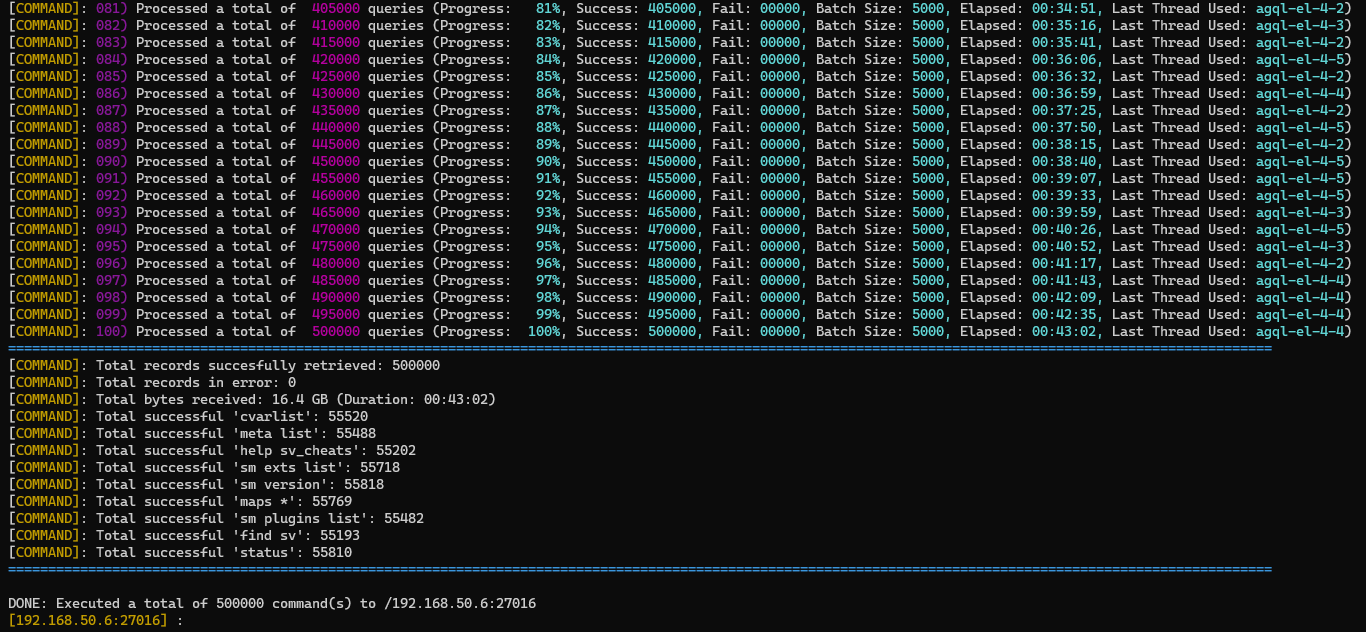 [COMMAND]: 081) Processed a total of  405000 queries (Progress:   81%, Success: 405000, Fail: 00000, Batch Size: 5000, Elapsed: 00:34:51, Last Thread Used: agql-el-4-2)
[COMMAND]: 082) Processed a total of  410000 queries (Progress:   82%, Success: 410000, Fail: 00000, Batch Size: 5000, Elapsed: 00:35:16, Last Thread Used: agql-el-4-3)
[COMMAND]: 083) Processed a total of  415000 queries (Progress:   83%, Success: 415000, Fail: 00000, Batch Size: 5000, Elapsed: 00:35:41, Last Thread Used: agql-el-4-2)
[COMMAND]: 084) Processed a total of  420000 queries (Progress:   84%, Success: 420000, Fail: 00000, Batch Size: 5000, Elapsed: 00:36:06, Last Thread Used: agql-el-4-5)
[COMMAND]: 085) Processed a total of  425000 queries (Progress:   85%, Success: 425000, Fail: 00000, Batch Size: 5000, Elapsed: 00:36:32, Last Thread Used: agql-el-4-2)
[COMMAND]: 086) Processed a total of  430000 queries (Progress:   86%, Success: 430000, Fail: 00000, Batch Size: 5000, Elapsed: 00:36:59, Last Thread Used: agql-el-4-4)
[COMMAND]: 087) Processed a total of  435000 queries (Progress:   87%, Success: 435000, Fail: 00000, Batch Size: 5000, Elapsed: 00:37:25, Last Thread Used: agql-el-4-2)
[COMMAND]: 088) Processed a total of  440000 queries (Progress:   88%, Success: 440000, Fail: 00000, Batch Size: 5000, Elapsed: 00:37:50, Last Thread Used: agql-el-4-5)
[COMMAND]: 089) Processed a total of  445000 queries (Progress:   89%, Success: 445000, Fail: 00000, Batch Size: 5000, Elapsed: 00:38:15, Last Thread Used: agql-el-4-2)
[COMMAND]: 090) Processed a total of  450000 queries (Progress:   90%, Success: 450000, Fail: 00000, Batch Size: 5000, Elapsed: 00:38:40, Last Thread Used: agql-el-4-5)
[COMMAND]: 091) Processed a total of  455000 queries (Progress:   91%, Success: 455000, Fail: 00000, Batch Size: 5000, Elapsed: 00:39:07, Last Thread Used: agql-el-4-5)
[COMMAND]: 092) Processed a total of  460000 queries (Progress:   92%, Success: 460000, Fail: 00000, Batch Size: 5000, Elapsed: 00:39:33, Last Thread Used: agql-el-4-5)
[COMMAND]: 093) Processed a total of  465000 queries (Progress:   93%, Success: 465000, Fail: 00000, Batch Size: 5000, Elapsed: 00:39:59, Last Thread Used: agql-el-4-3)
[COMMAND]: 094) Processed a total of  470000 queries (Progress:   94%, Success: 470000, Fail: 00000, Batch Size: 5000, Elapsed: 00:40:26, Last Thread Used: agql-el-4-5)
[COMMAND]: 095) Processed a total of  475000 queries (Progress:   95%, Success: 475000, Fail: 00000, Batch Size: 5000, Elapsed: 00:40:52, Last Thread Used: agql-el-4-3)
[COMMAND]: 096) Processed a total of  480000 queries (Progress:   96%, Success: 480000, Fail: 00000, Batch Size: 5000, Elapsed: 00:41:17, Last Thread Used: agql-el-4-2)
[COMMAND]: 097) Processed a total of  485000 queries (Progress:   97%, Success: 485000, Fail: 00000, Batch Size: 5000, Elapsed: 00:41:43, Last Thread Used: agql-el-4-4)
[COMMAND]: 098) Processed a total of  490000 queries (Progress:   98%, Success: 490000, Fail: 00000, Batch Size: 5000, Elapsed: 00:42:09, Last Thread Used: agql-el-4-4)
[COMMAND]: 099) Processed a total of  495000 queries (Progress:   99%, Success: 495000, Fail: 00000, Batch Size: 5000, Elapsed: 00:42:35, Last Thread Used: agql-el-4-4)
[COMMAND]: 100) Processed a total of  500000 queries (Progress:  100%, Success: 500000, Fail: 00000, Batch Size: 5000, Elapsed: 00:43:02, Last Thread Used: agql-el-4-4)
==============================================================================================================================================================
[COMMAND]: Total records succesfully retrieved: 500000
[COMMAND]: Total records in error: 0
[COMMAND]: Total bytes received: 16.4 GB (Duration: 00:43:02)
[COMMAND]: Total successful 'cvarlist': 55520
[COMMAND]: Total successful 'meta list': 55488
[COMMAND]: Total successful 'help sv_cheats': 55202
[COMMAND]: Total successful 'sm exts list': 55718
[COMMAND]: Total successful 'sm version': 55818
[COMMAND]: Total successful 'maps *': 55769
[COMMAND]: Total successful 'sm plugins list': 55482
[COMMAND]: Total successful 'find sv': 55193
[COMMAND]: Total successful 'status': 55810
==============================================================================================================================================================
DONE: Executed a total of 500000 command(s) to /192.168.50.6:27016
[192.168.50.6:27016] :